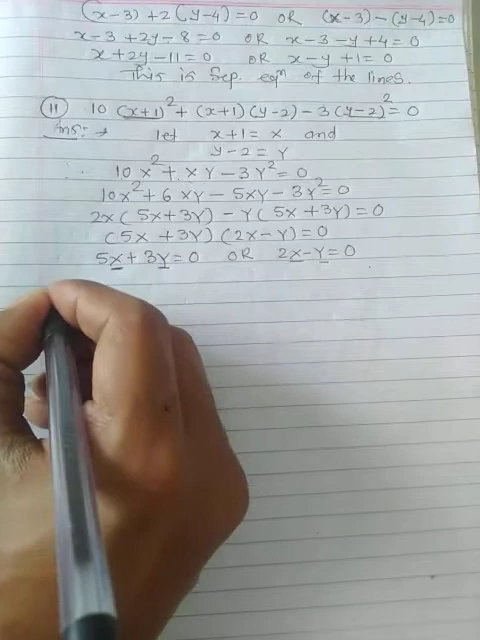 (x-3) + 2(y-4) = 0 OR (x-3) - (y-4) = 0
x-3 + 2y - 8 = 0 OR x-3-y+4 = 0
x+2y-11 = 0 OR x-y+1 = 0
This is Sep. eqn of the lines.
(11) 10 (x+1)² + (x+1)(y-2) - 3(y-2)² = 0
Ans:→ let x+1 = X and
y-2 = Y
∴ 10X² + XY - 3Y² = 0
10X² + 6XY - 5XY - 3Y² = 0
2X(5X+3Y) - Y(5X+3Y) = 0
(5X+3Y)(2X-Y) = 0
5X+3Y = 0 OR 2X-Y = 0